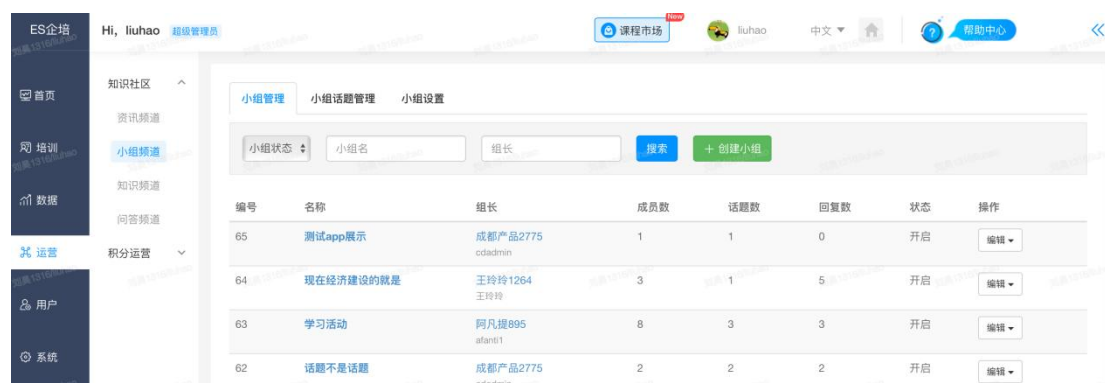 ES企培 Hi, liuhao 超级管理员 课程市场 New liuhao 中文 帮助中心
首页
培训
数据
运营
用户
系统
知识社区
资讯频道
小组频道
知识频道
问答频道
积分运营
小组管理 小组话题管理 小组设置
小组状态 小组名 组长 搜索 + 创建小组
编号 名称 组长 成员数 话题数 回复数 状态 操作
65 测试app展示 成都产品2775 1 1 0 开启 编辑
cdadmin
64 现在经济建设的就是 王玲玲1264 3 1 5 开启 编辑
王玲玲
63 学习活动 阿凡提895 8 3 3 开启 编辑
afanti1
62 话题不是话题 成都产品2775 2 2 2 开启 编辑